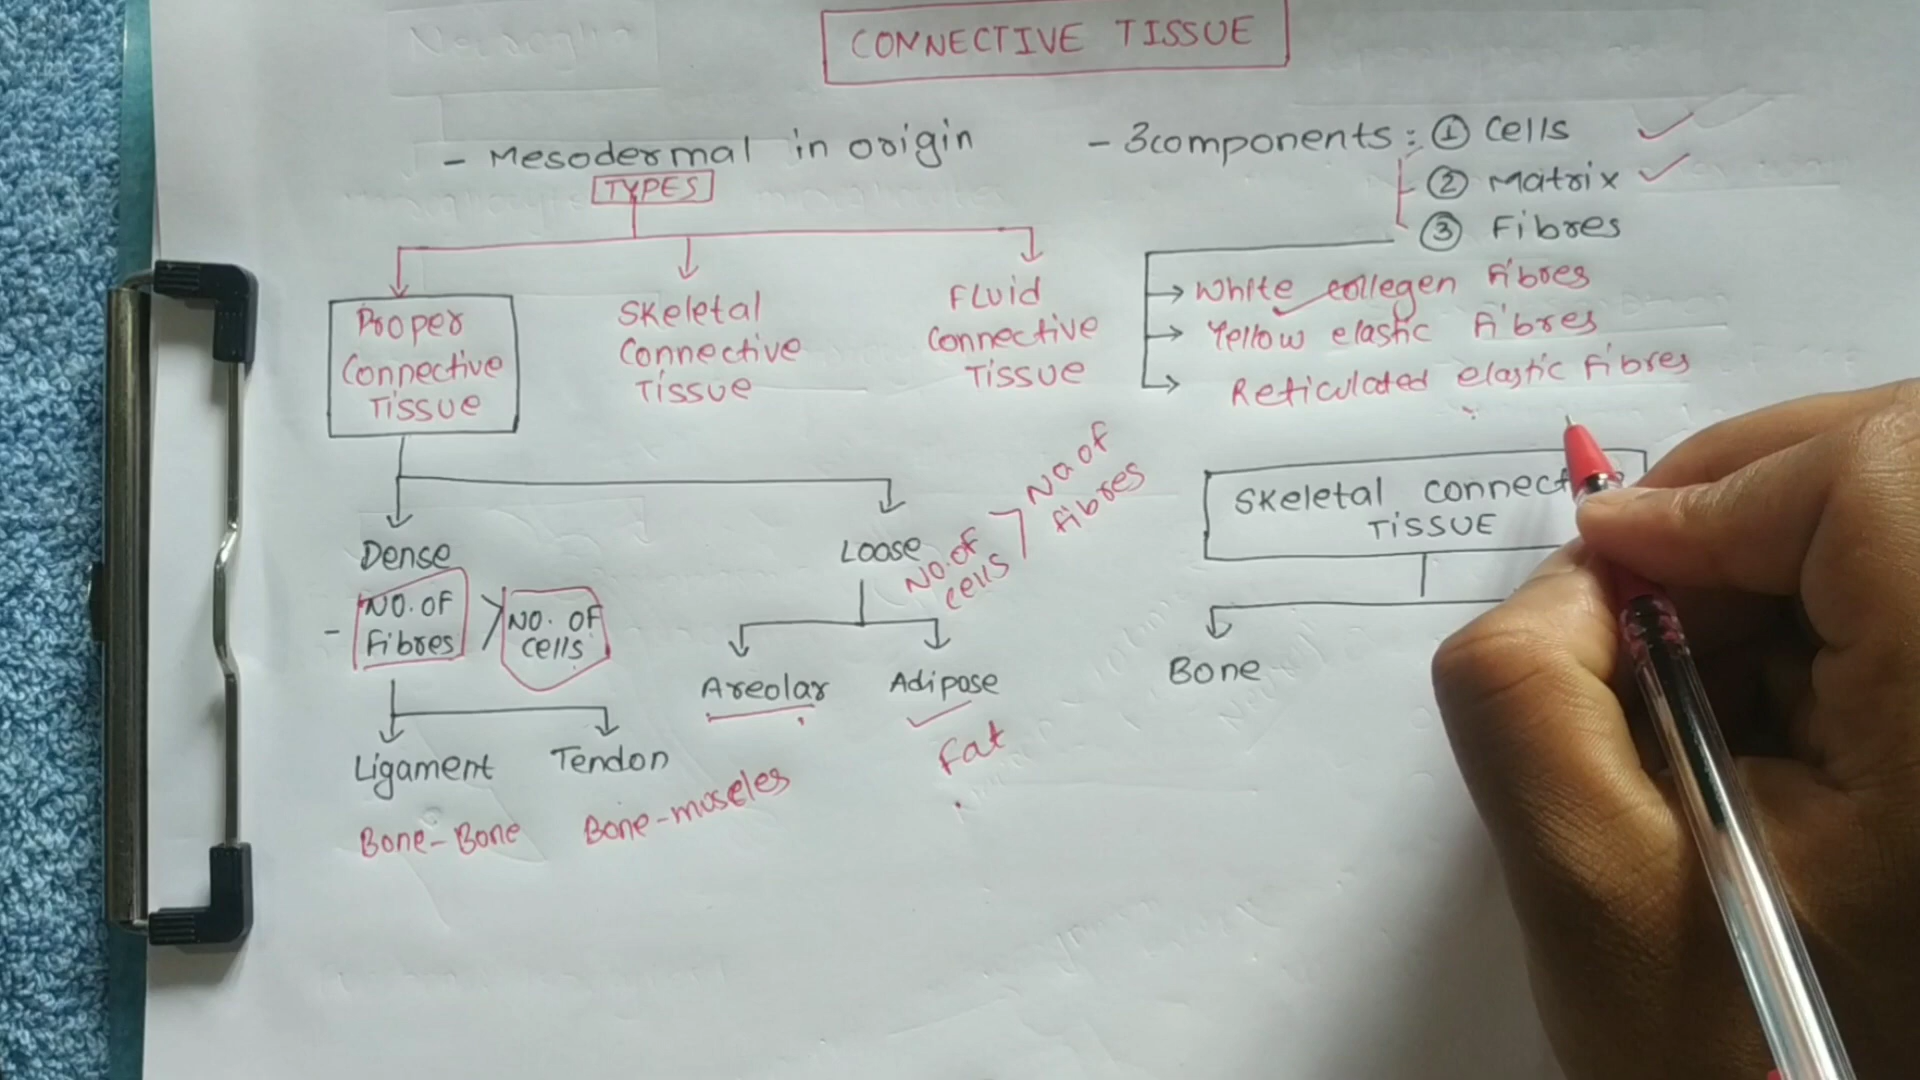 CONNECTIVE TISSUE
- Mesodermal in origin
TYPES
Proper
Connective
Tissue
Skeletal
Connective
Tissue
Fluid
Connective
Tissue
- 3components : ① Cells
② Matrix
③ Fibres
White collegen Fibres
Yellow elastic Fibres
Reticulated elastic Fibres
Dense
- NO. OF Fibres > NO. OF cells
Ligament
Bone - Bone
Tendon
Bone - museles
Loose
NO. of cells > No. of fibres
Areolar
Adipose
Fat
Skeletal connect
TISSUE
Bone